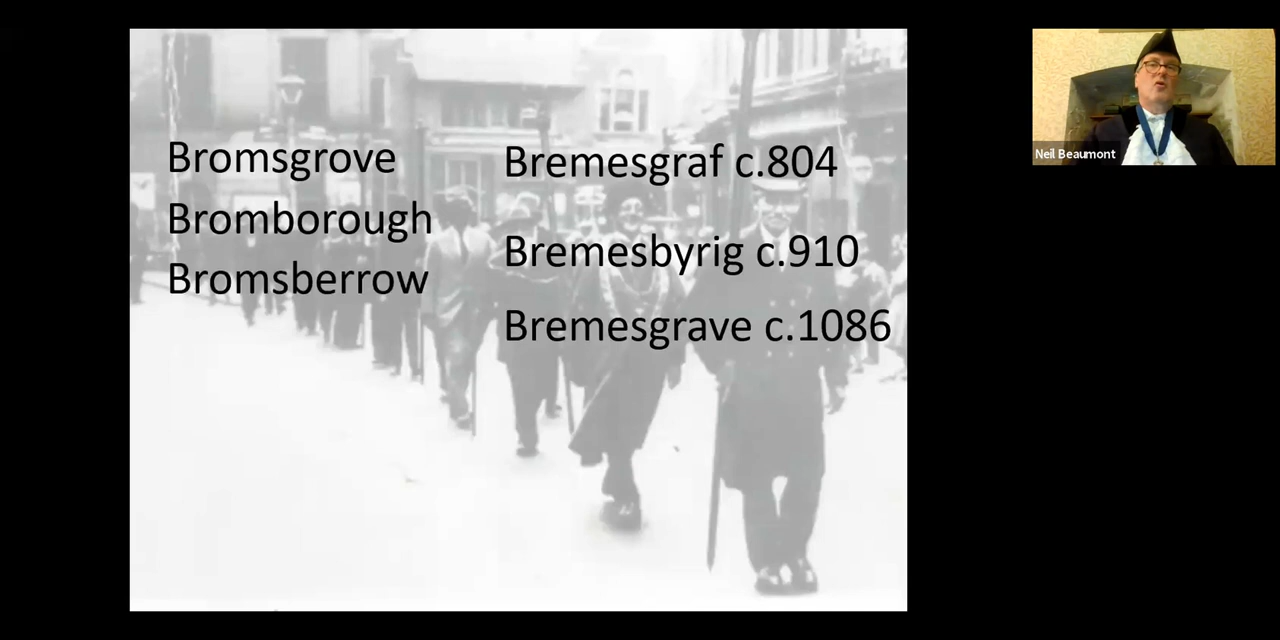 Bromsgrove
Bromborough
Bromsberrow
Bremesgraf c.804
Bremesbyrig c.910
Bremesgrave c.1086
Neil Beaumont